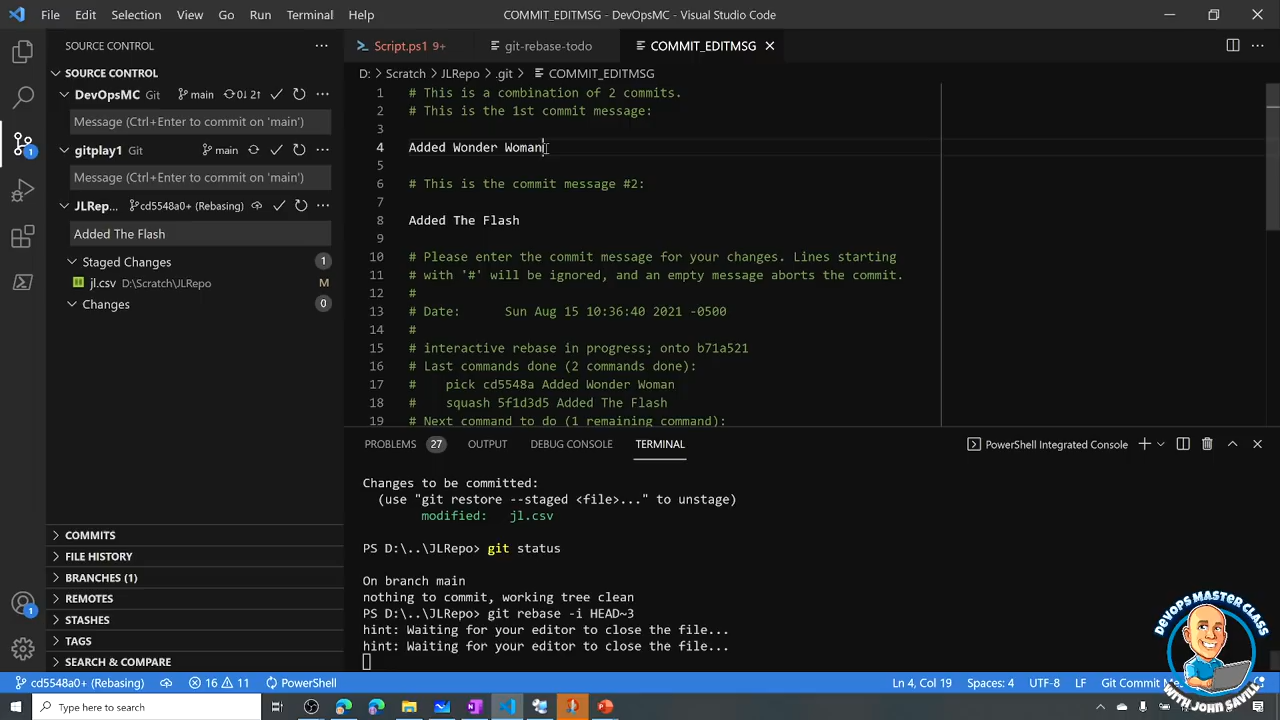 File Edit Selection View Go Run Terminal Help COMMIT_EDITMSG - DevOpsMC - Visual Studio Code
SOURCE CONTROL
Script.ps1 9+ git-rebase-todo COMMIT_EDITMSG
D: > Scratch > JLRepo > .git > COMMIT_EDITMSG
SOURCE CONTROL
DevOpsMC Git main 0↓ 2↑
Message (Ctrl+Enter to commit on 'main')
gitplay1 Git main
Message (Ctrl+Enter to commit on 'main')
JLRep... cd5548a0+ (Rebasing)
Added The Flash
Staged Changes 1
jl.csv D:\Scratch\JLRepo M
Changes 0
1
COMMITS
FILE HISTORY
BRANCHES (1)
REMOTES
STASHES
TAGS
SEARCH & COMPARE
1
1 # This is a combination of 2 commits.
2 # This is the 1st commit message:
3
4 Added Wonder Woman
5
6 # This is the commit message #2:
7
8 Added The Flash
9
10 # Please enter the commit message for your changes. Lines starting
11 # with '#' will be ignored, and an empty message aborts the commit.
12 #
13 # Date:      Sun Aug 15 10:36:40 2021 -0500
14 #
15 # interactive rebase in progress; onto b71a521
16 # Last commands done (2 commands done):
17 #    pick cd5548a Added Wonder Woman
18 #    squash 5f1d3d5 Added The Flash
19 # Next command to do (1 remaining command):
PROBLEMS 27 OUTPUT DEBUG CONSOLE TERMINAL PowerShell Integrated Console
Changes to be committed:
(use "git restore --staged <file>..." to unstage)
modified:   jl.csv
PS D:\..\JLRepo> git status
On branch main
nothing to commit, working tree clean
PS D:\..\JLRepo> git rebase -i HEAD~3
hint: Waiting for your editor to close the file...
hint: Waiting for your editor to close the file...
DEVOPS MASTER CLASS
WITH JOHN SAVILL
cd5548a0+ (Rebasing) 16 11 PowerShell Ln 4, Col 19 Spaces: 4 UTF-8 LF Git Commit Me
Type here to search